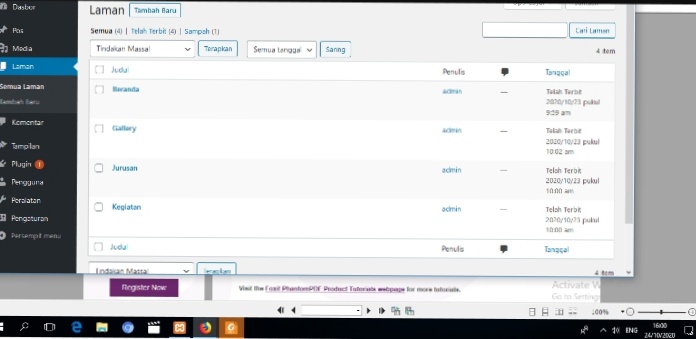 Dasbor
Pos
Media
Laman
Semua Laman
Tambah Baru
Komentar
Tampilan
Plugin 1
Pengguna
Peralatan
Pengaturan
Persempit menu
Laman Tambah Baru
Semua (4) | Telah Terbit (4) | Sampah (1)
Cari Laman
Tindakan Massal Terapkan Semua tanggal Saring 4 item
Judul Penulis Tanggal
Beranda admin — Telah Terbit
2020/10/23 pukul
9:59 am
Gallery admin — Telah Terbit
2020/10/23 pukul
10:02 am
Jurusan admin — Telah Terbit
2020/10/23 pukul
10:00 am
Kegiatan admin — Telah Terbit
2020/10/23 pukul
10:00 am
Judul Penulis Tanggal
Tindakan Massal Terapkan 4 item
Register Now
Visit the Foxit PhantomPDF Product Tutorials webpage for more tutorials.
Activate W
Go to Settings
100%
ENG
16:00
24/10/2020